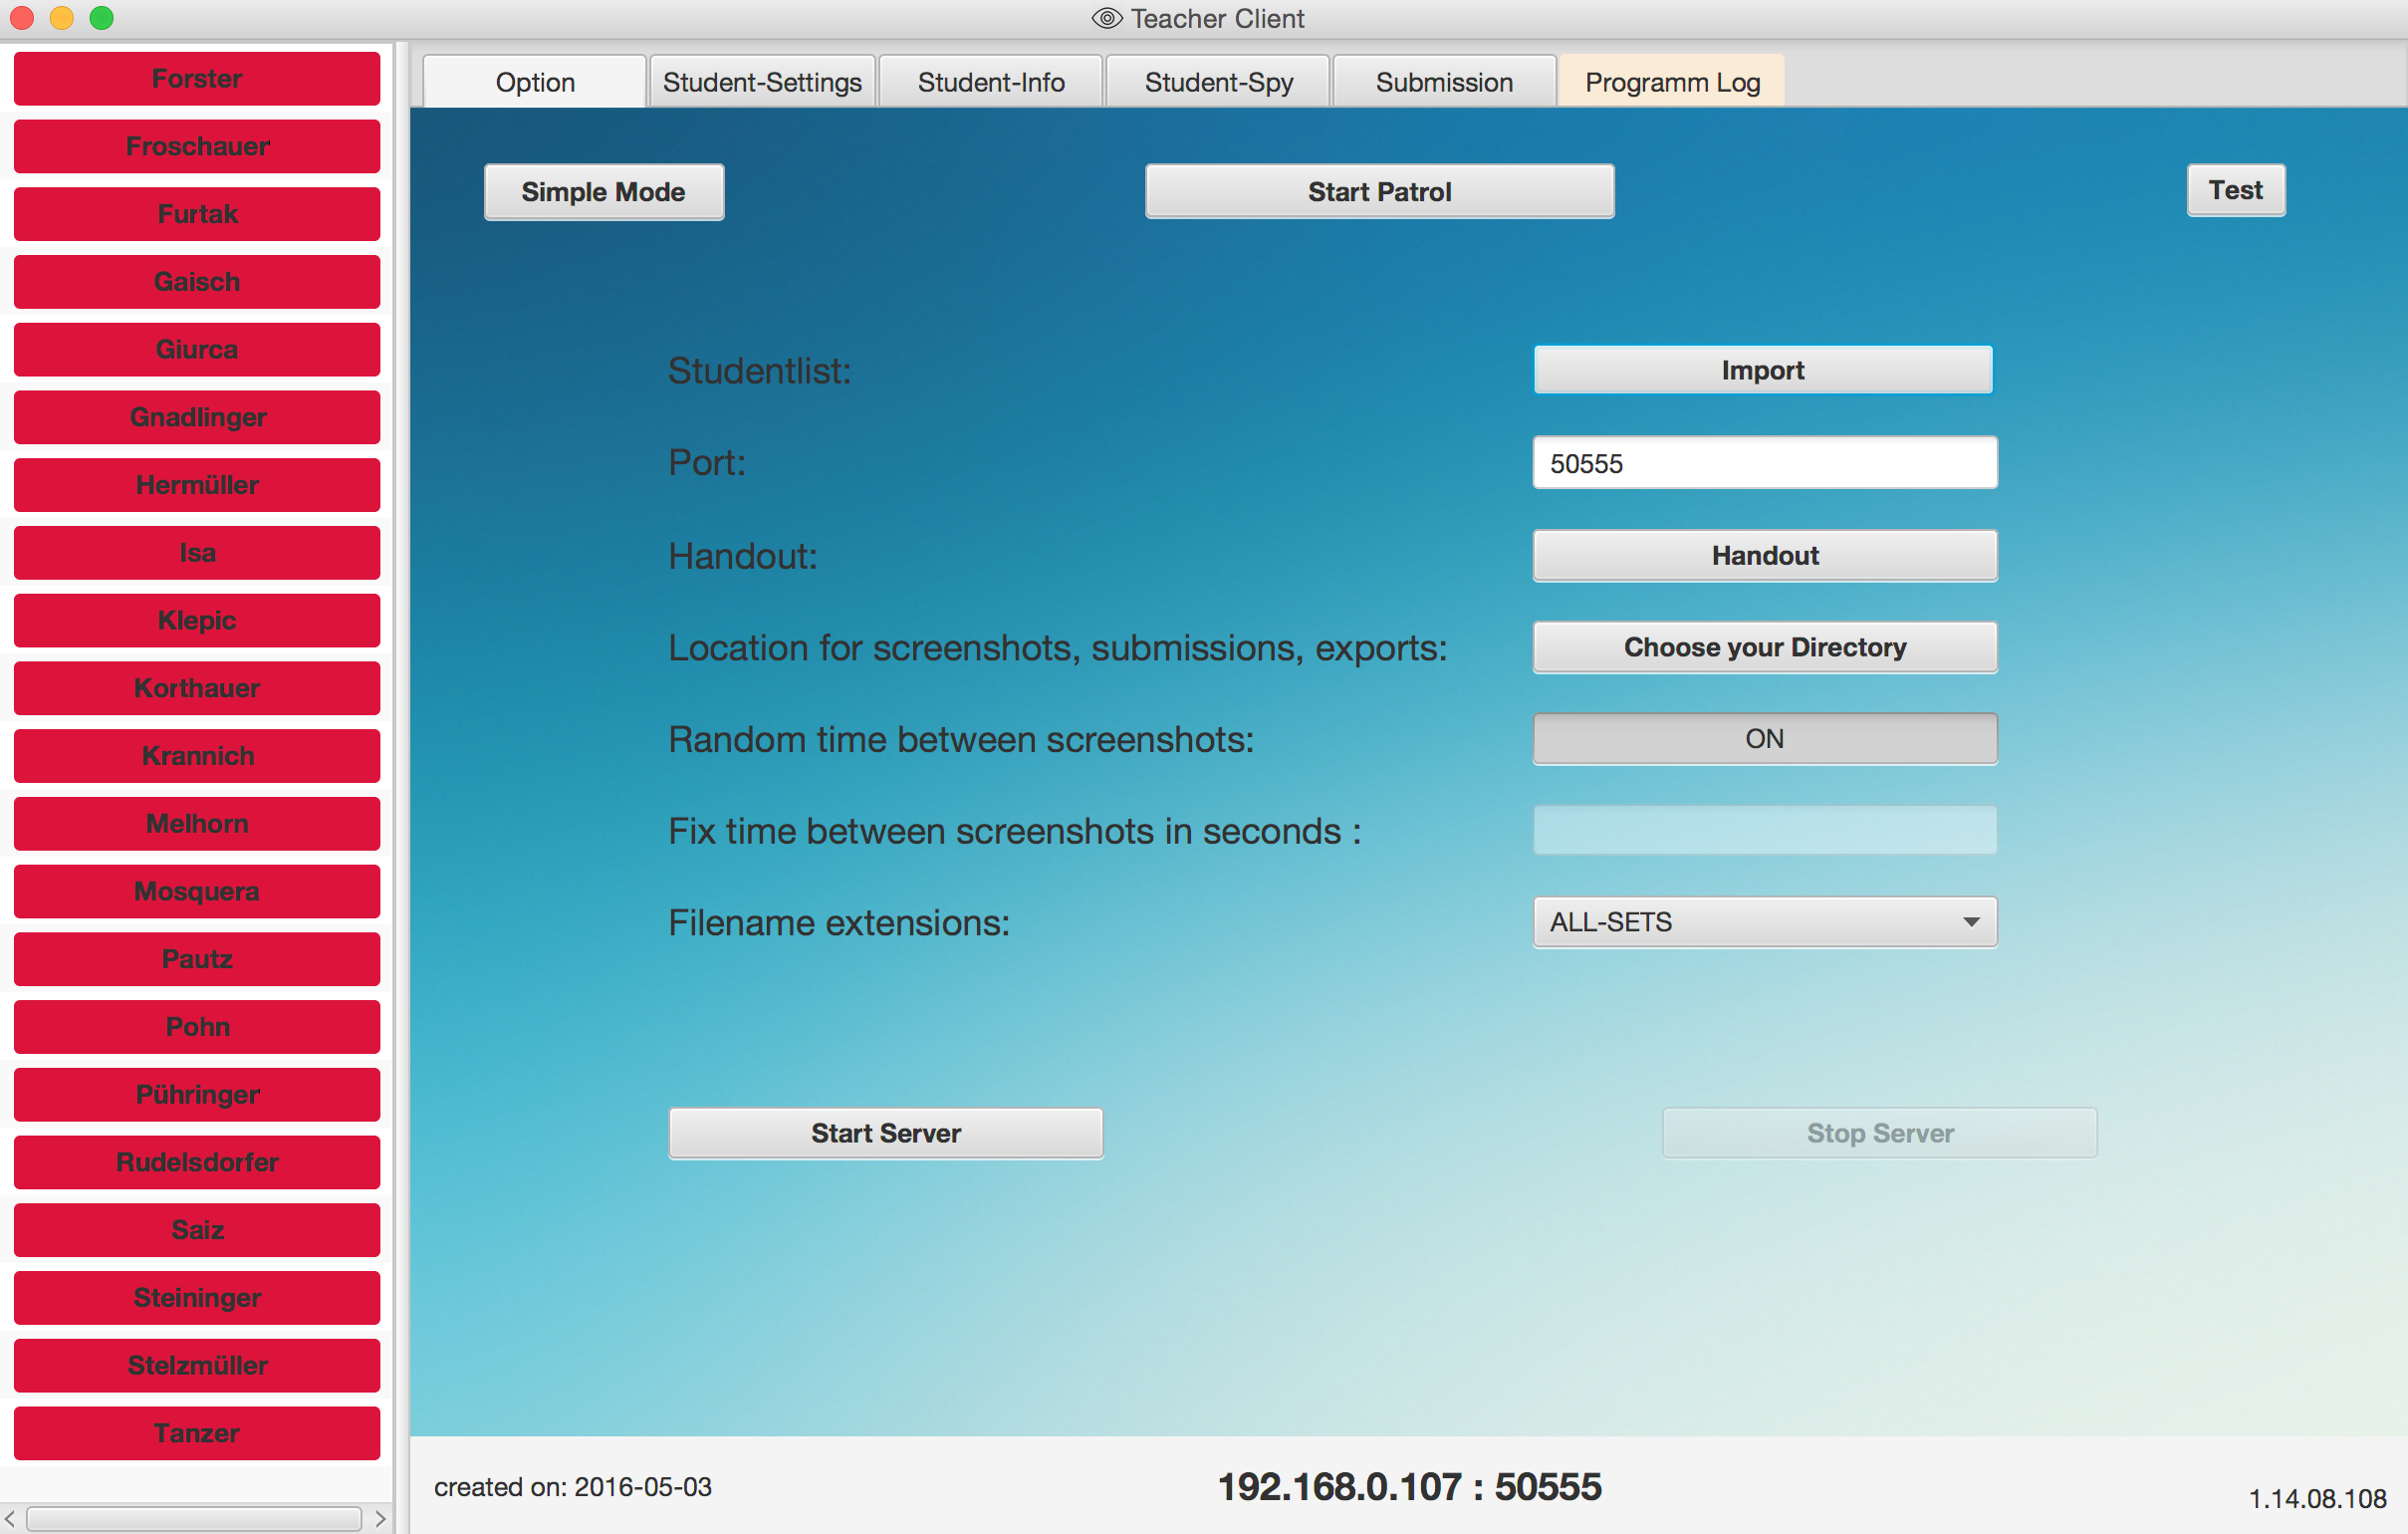 Teacher Client
Forster
Froschauer
Furtak
Gaisch
Giurca
Gnadlinger
Hermüller
Isa
Klepic
Korthauer
Krannich
Melhorn
Mosquera
Pautz
Pohn
Pühringer
Rudelsdorfer
Saiz
Steininger
Stelzmüller
Tanzer
Option Student-Settings Student-Info Student-Spy Submission Programm Log
Simple Mode Start Patrol Test
Studentlist: Import
Port: 50555
Handout: Handout
Location for screenshots, submissions, exports: Choose your Directory
Random time between screenshots: ON
Fix time between screenshots in seconds :
Filename extensions: ALL-SETS
Start Server Stop Server
created on: 2016-05-03 192.168.0.107 : 50555 1.14.08.108